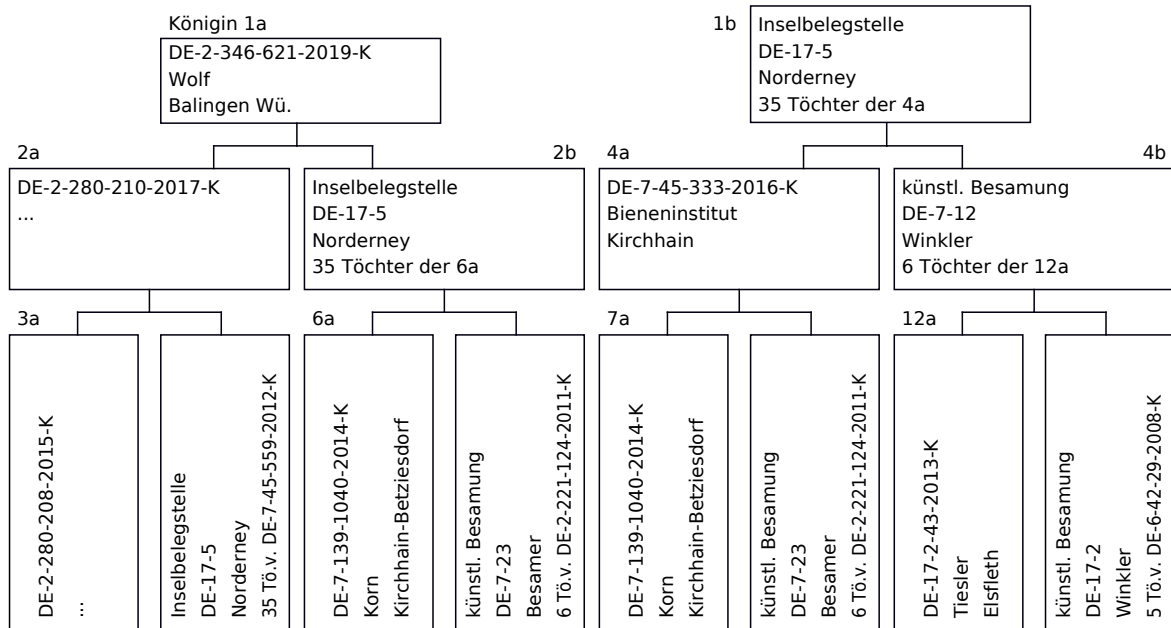 Königin 1a
DE-2-346-621-2019-K
Wolf
Balingen Wü.
1b
Inselbelegstelle
DE-17-5
Norderney
35 Töchter der 4a
2a
DE-2-280-210-2017-K
...
2b
Inselbelegstelle
DE-17-5
Norderney
35 Töchter der 6a
4a
DE-7-45-333-2016-K
Bieneninstitut
Kirchhain
4b
künstl. Besamung
DE-7-12
Winkler
6 Töchter der 12a
3a
DE-2-280-208-2015-K
...
Inselbelegstelle
DE-17-5
Norderney
35 Tö.v. DE-7-45-559-2012-K
6a
DE-7-139-1040-2014-K
Korn
Kirchhain-Betziesdorf
künstl. Besamung
DE-7-23
Besamer
6 Tö.v. DE-2-221-124-2011-K
7a
DE-7-139-1040-2014-K
Korn
Kirchhain-Betziesdorf
künstl. Besamung
DE-7-23
Besamer
6 Tö.v. DE-2-221-124-2011-K
12a
DE-17-2-43-2013-K
Tiesler
Elsfleth
künstl. Besamung
DE-17-2
Winkler
5 Tö.v. DE-6-42-29-2008-K